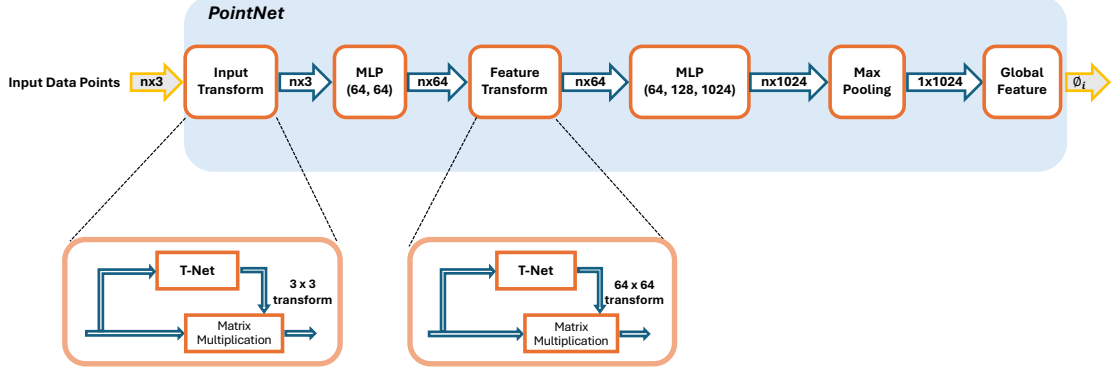 PointNet
Input Data Points
nx3
Input
Transform
nx3
MLP
(64, 64)
nx64
Feature
Transform
nx64
MLP
(64, 128, 1024)
nx1024
Max
Pooling
1x1024
Global
Feature
∅ᵢ
T-Net
3 x 3
transform
Matrix
Multiplication
T-Net
64 x 64
transform
Matrix
Multiplication